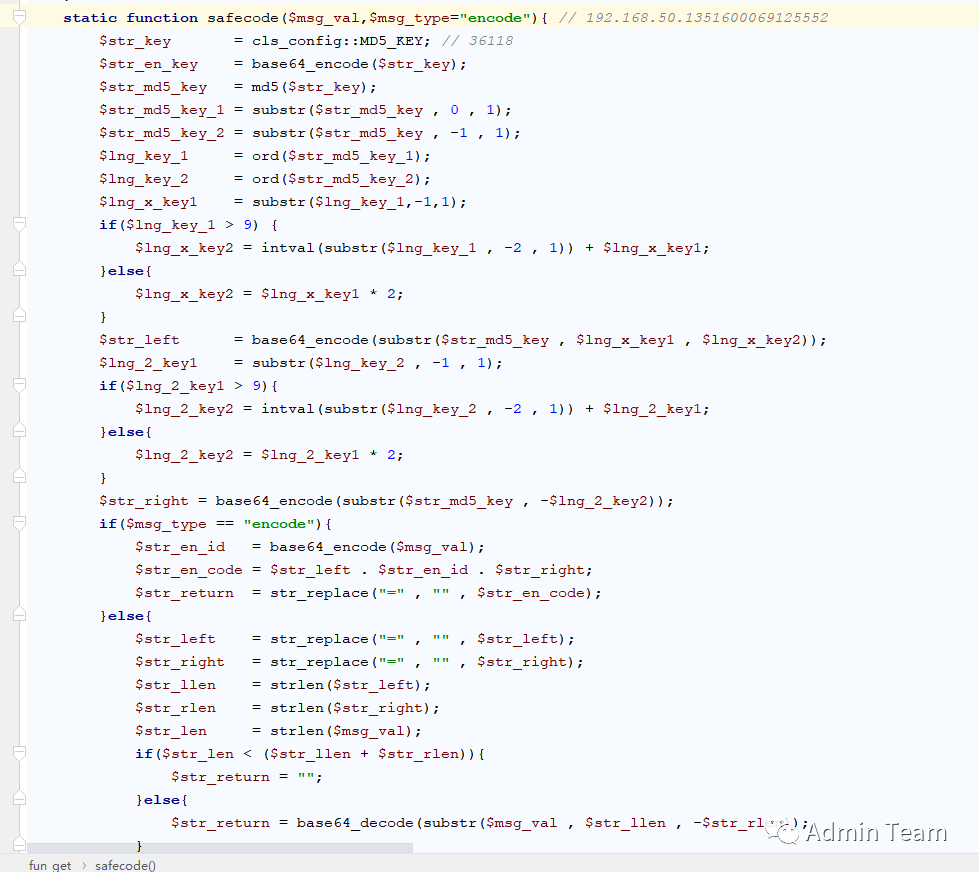 static function safecode($msg_val,$msg_type="encode"){ // 192.168.50.1351600069125552
$str_key = cls_config::MD5_KEY; // 36118
$str_en_key = base64_encode($str_key);
$str_md5_key = md5($str_key);
$str_md5_key_1 = substr($str_md5_key , 0 , 1);
$str_md5_key_2 = substr($str_md5_key , -1 , 1);
$lng_key_1 = ord($str_md5_key_1);
$lng_key_2 = ord($str_md5_key_2);
$lng_x_key1 = substr($lng_key_1,-1,1);
if($lng_key_1 > 9) {
$lng_x_key2 = intval(substr($lng_key_1 , -2 , 1)) + $lng_x_key1;
}else{
$lng_x_key2 = $lng_x_key1 * 2;
}
$str_left = base64_encode(substr($str_md5_key , $lng_x_key1 , $lng_x_key2));
$lng_2_key1 = substr($lng_key_2 , -1 , 1);
if($lng_2_key1 > 9){
$lng_2_key2 = intval(substr($lng_key_2 , -2 , 1)) + $lng_2_key1;
}else{
$lng_2_key2 = $lng_2_key1 * 2;
}
$str_right = base64_encode(substr($str_md5_key , -$lng_2_key2));
if($msg_type == "encode"){
$str_en_id = base64_encode($msg_val);
$str_en_code = $str_left . $str_en_id . $str_right;
$str_return = str_replace("=" , "" , $str_en_code);
}else{
$str_left = str_replace("=" , "" , $str_left);
$str_right = str_replace("=" , "" , $str_right);
$str_llen = strlen($str_left);
$str_rlen = strlen($str_right);
$str_len = strlen($msg_val);
if($str_len < ($str_llen + $str_rlen)){
$str_return = "";
}else{
$str_return = base64_decode(substr($msg_val , $str_llen , -$str_rl );
Admin Team
}
fun_get › safecode()